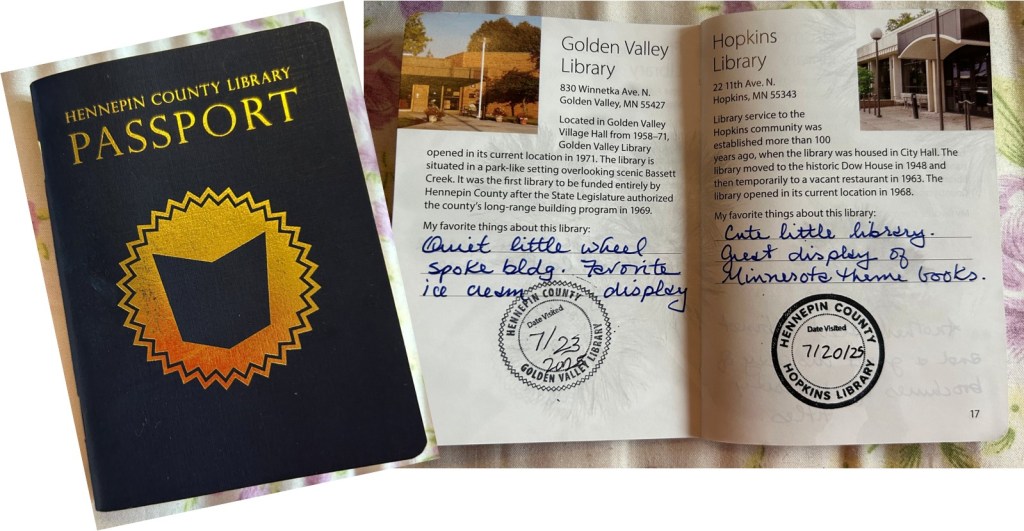 HENNEPIN COUNTY LIBRARY
PASSPORT
Golden Valley
Library
830 Winnetka Ave. N.
Golden Valley, MN 55427
Located in Golden Valley
Village Hall from 1958–71,
Golden Valley Library
opened in its current location in 1971. The library is
situated in a park-like setting overlooking scenic Bassett
Creek. It was the first library to be funded entirely by
Hennepin County after the State Legislature authorized
the county's long-range building program in 1969.
My favorite things about this library:
Quiet little wheel
spoke bldg. Favorite
ice cream display
HENNEPIN COUNTY
Date Visited
7/23
2025
GOLDEN VALLEY LIBRARY
Hopkins
Library
22 11th Ave. N.
Hopkins, MN 55343
Library service to the
Hopkins community was
established more than 100
years ago, when the library was housed in City Hall. The
library moved to the historic Dow House in 1948 and
then temporarily to a vacant restaurant in 1963. The
library opened in its current location in 1968.
My favorite things about this library:
Cute little library.
Great display of
Minnesota theme books.
HENNEPIN COUNTY
Date Visited
7/20/25
HOPKINS LIBRARY
17